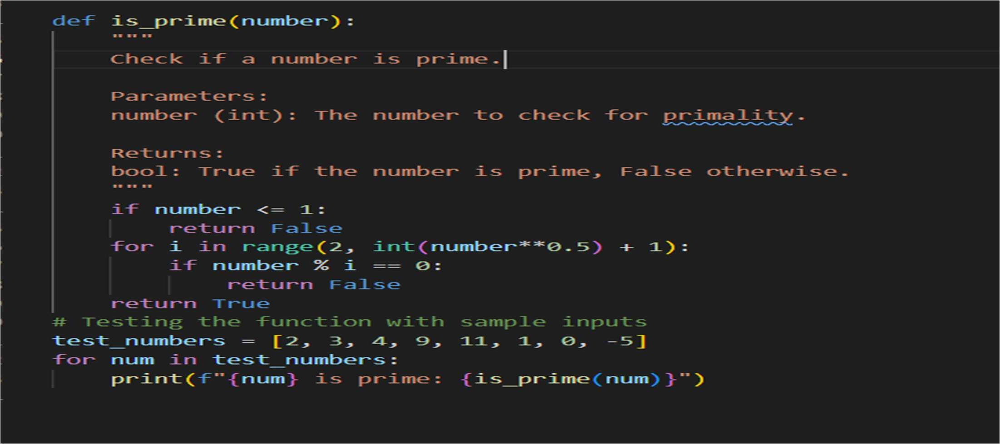 def is_prime(number):
"""
Check if a number is prime.
Parameters:
number (int): The number to check for primality.
Returns:
bool: True if the number is prime, False otherwise.
"""
if number <= 1:
return False
for i in range(2, int(number**0.5) + 1):
if number % i == 0:
return False
return True
# Testing the function with sample inputs
test_numbers = [2, 3, 4, 9, 11, 1, 0, -5]
for num in test_numbers:
print(f"{num} is prime: {is_prime(num)}")